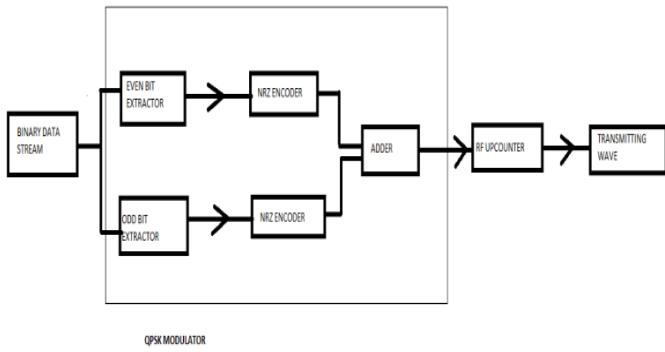 EVEN BIT
EXTRACTOR
NRZ ENCODER
BINARY DATA
STREAM
ADDER
RF UPCOUNTER
TRANSMITTING
WAVE
ODD BIT
EXTRACTOR
NRZ ENCODER
QPSK MODULATOR